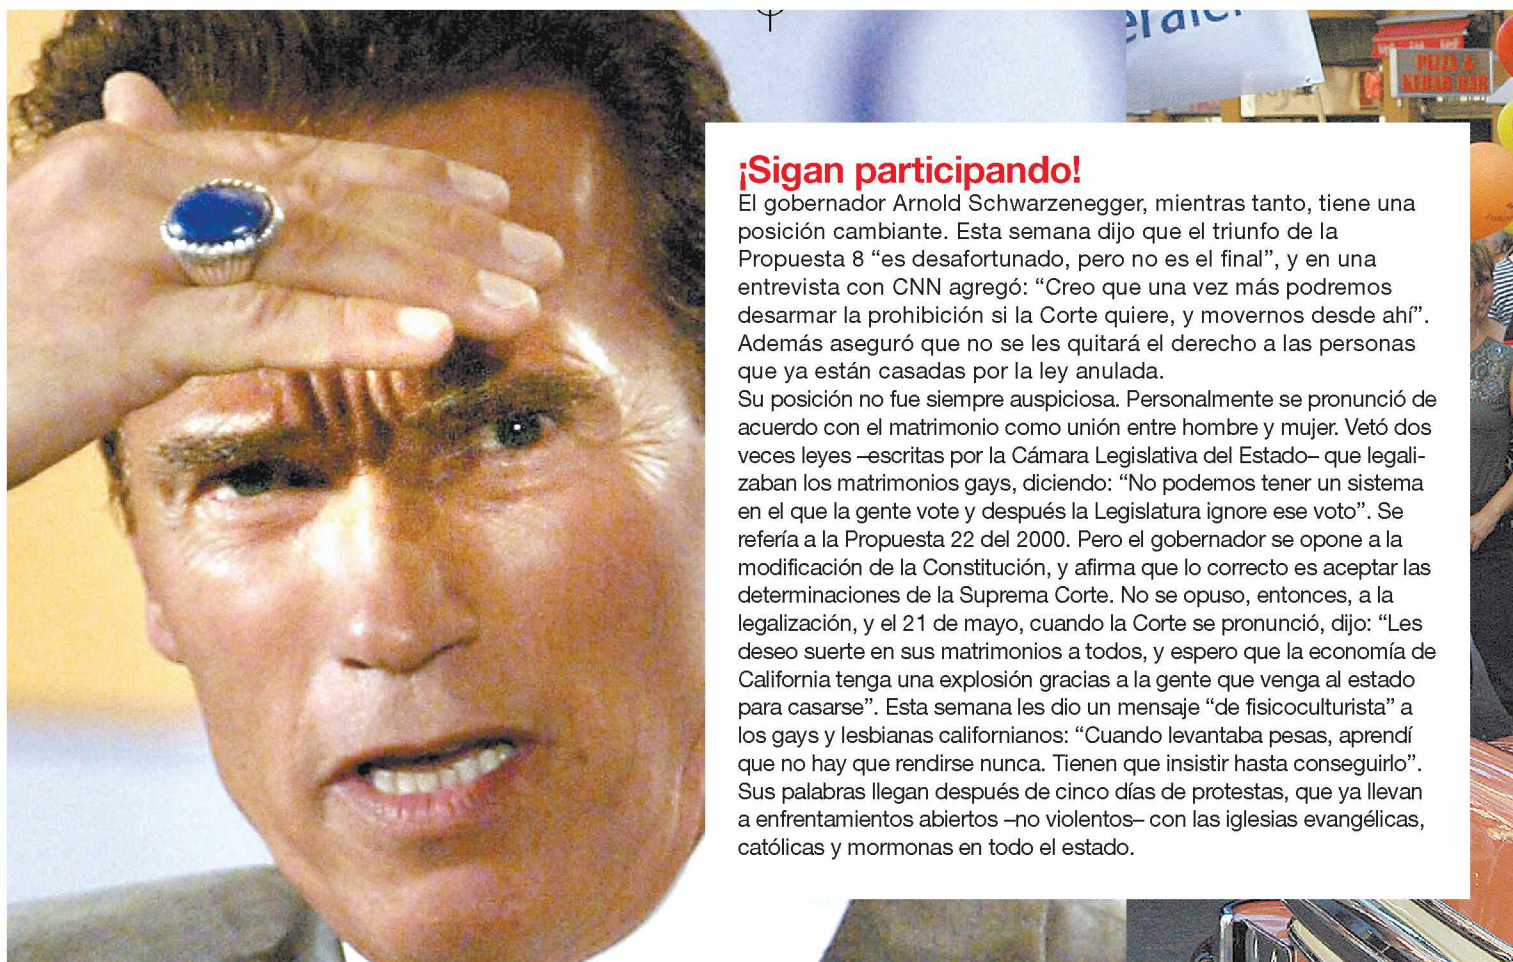 PIZZA &
KEBAB BAR
¡Sigan participando!
El gobernador Arnold Schwarzenegger, mientras tanto, tiene una
posición cambiante. Esta semana dijo que el triunfo de la
Propuesta 8 “es desafortunado, pero no es el final”, y en una
entrevista con CNN agregó: “Creo que una vez más podremos
desarmar la prohibición si la Corte quiere, y movernos desde ahí”.
Además aseguró que no se les quitará el derecho a las personas
que ya están casadas por la ley anulada.
Su posición no fue siempre auspiciosa. Personalmente se pronunció de
acuerdo con el matrimonio como unión entre hombre y mujer. Vetó dos
veces leyes –escritas por la Cámara Legislativa del Estado– que legali-
zaban los matrimonios gays, diciendo: “No podemos tener un sistema
en el que la gente vote y después la Legislatura ignore ese voto”. Se
refería a la Propuesta 22 del 2000. Pero el gobernador se opone a la
modificación de la Constitución, y afirma que lo correcto es aceptar las
determinaciones de la Suprema Corte. No se opuso, entonces, a la
legalización, y el 21 de mayo, cuando la Corte se pronunció, dijo: “Les
deseo suerte en sus matrimonios a todos, y espero que la economía de
California tenga una explosión gracias a la gente que venga al estado
para casarse”. Esta semana les dio un mensaje “de fisicoculturista” a
los gays y lesbianas californianos: “Cuando levantaba pesas, aprendí
que no hay que rendirse nunca. Tienen que insistir hasta conseguirlo”.
Sus palabras llegan después de cinco días de protestas, que ya llevan
a enfrentamientos abiertos –no violentos– con las iglesias evangélicas,
católicas y mormonas en todo el estado.